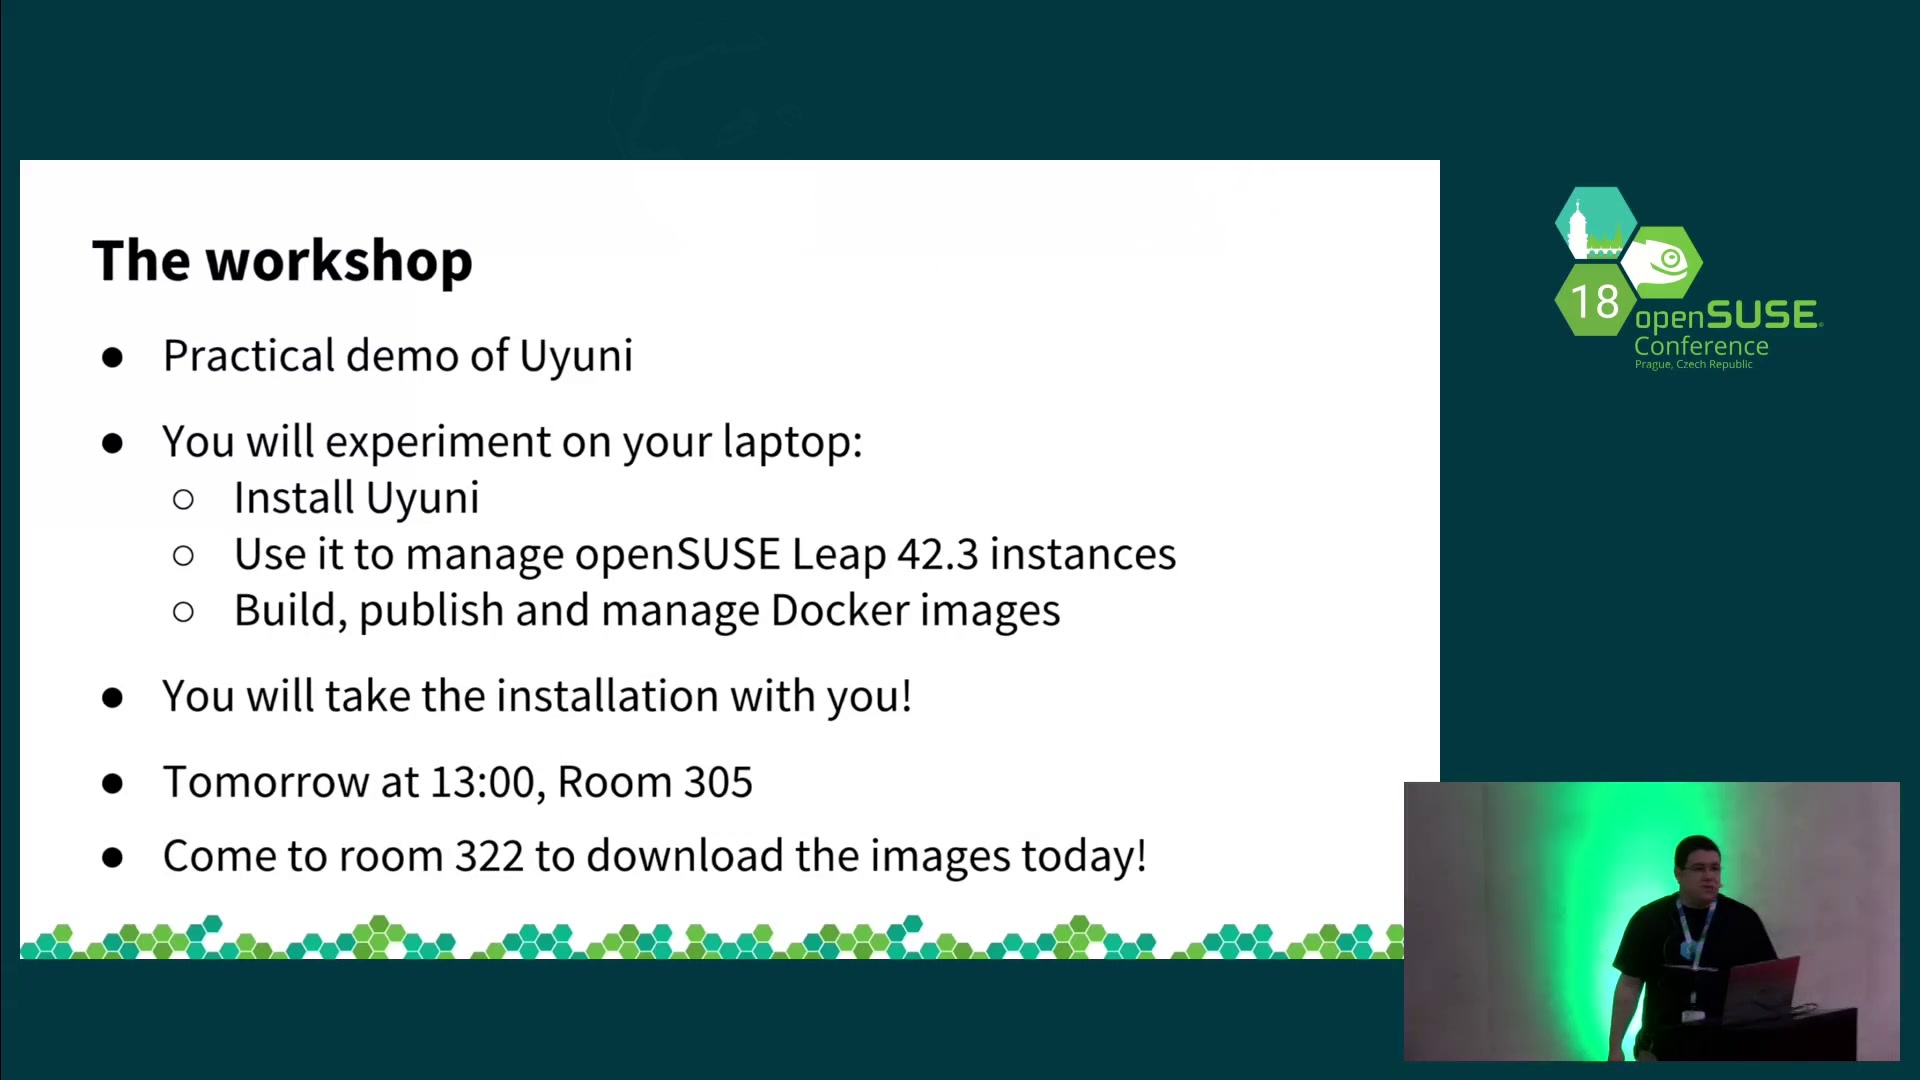 The workshop
● Practical demo of Uyuni
● You will experiment on your laptop:
○ Install Uyuni
○ Use it to manage openSUSE Leap 42.3 instances
○ Build, publish and manage Docker images
● You will take the installation with you!
● Tomorrow at 13:00, Room 305
● Come to room 322 to download the images today!
18
openSUSE
Conference
Prague, Czech Republic